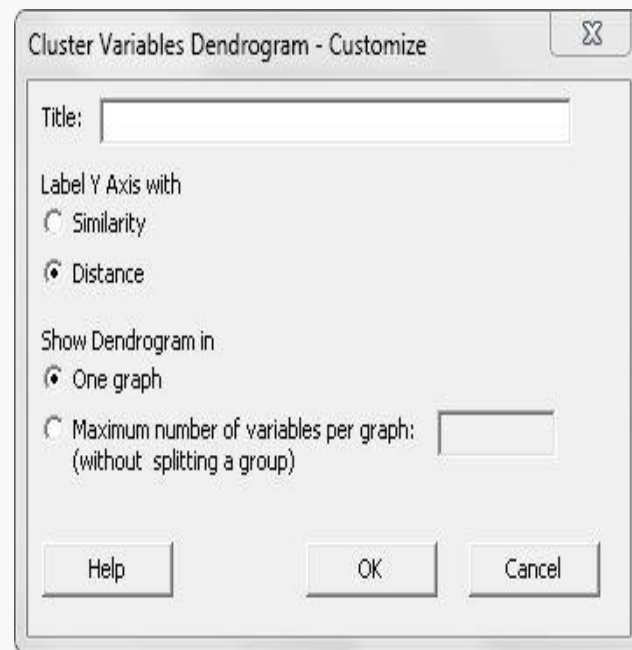 Cluster Variables Dendrogram - Customize
Title:
Label Y Axis with
Similarity
Distance
Show Dendrogram in
One graph
Maximum number of variables per graph:
(without splitting a group)
Help OK Cancel